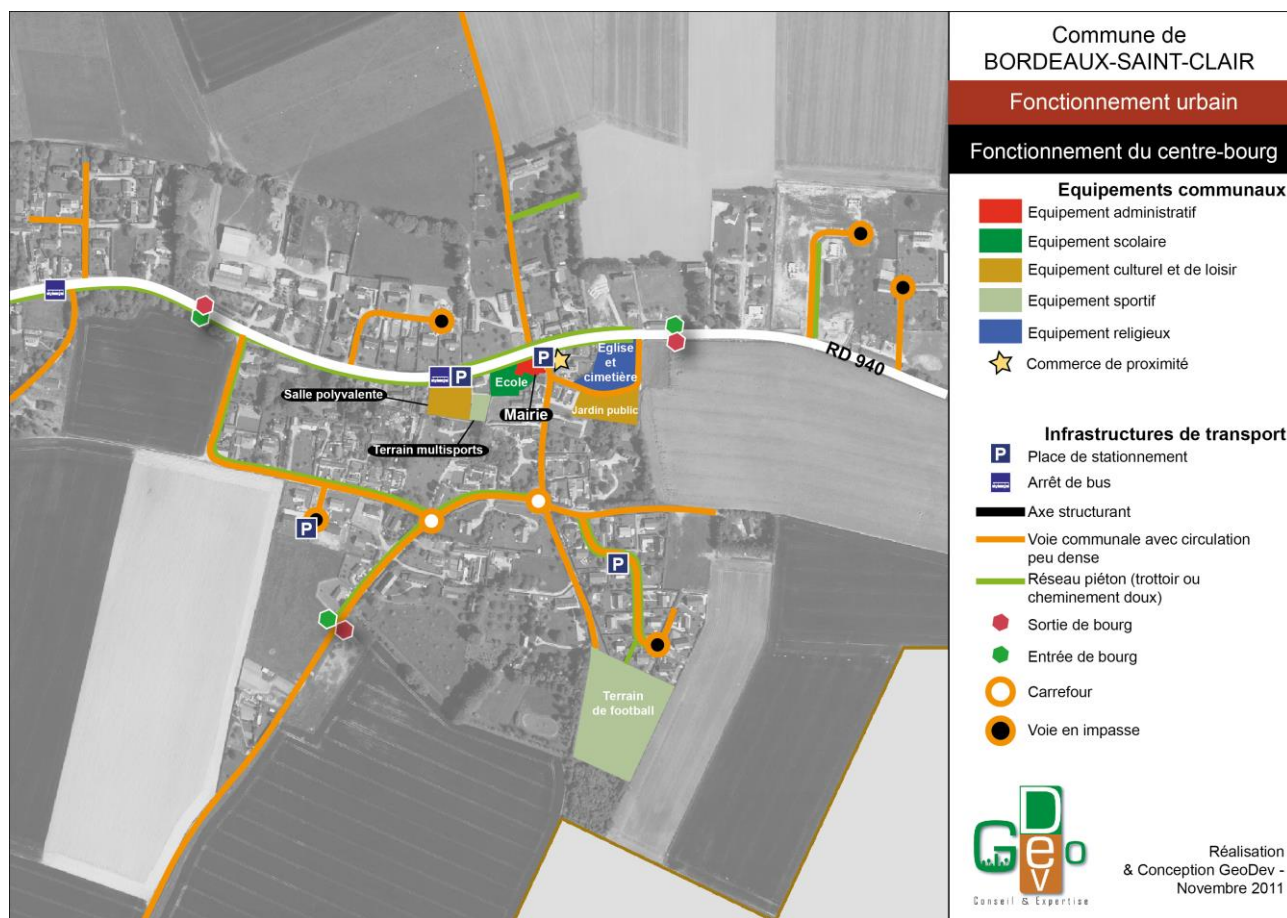 Commune de
BORDEAUX-SAINT-CLAIR
Fonctionnement urbain
Fonctionnement du centre-bourg
Equipements communaux
Equipement administratif
Equipement scolaire
Equipement culturel et de loisir
Equipement sportif
Equipement religieux
Commerce de proximité
Infrastructures de transport
P
Place de stationnement
Arrêt de bus
Axe structurant
Voie communale avec circulation
peu dense
Réseau piéton (trottoir ou
cheminement doux)
Sortie de bourg
Entrée de bourg
Carrefour
Voie en impasse
GeoDev
Conseil & Expertise
Réalisation
& Conception GeoDev -
Novembre 2011
RD 940
P
Eglise
et
cimetière
P
Ecole
Salle polyvalente
Mairie
Jardin public
Terrain multisports
P
P
Terrain
de football